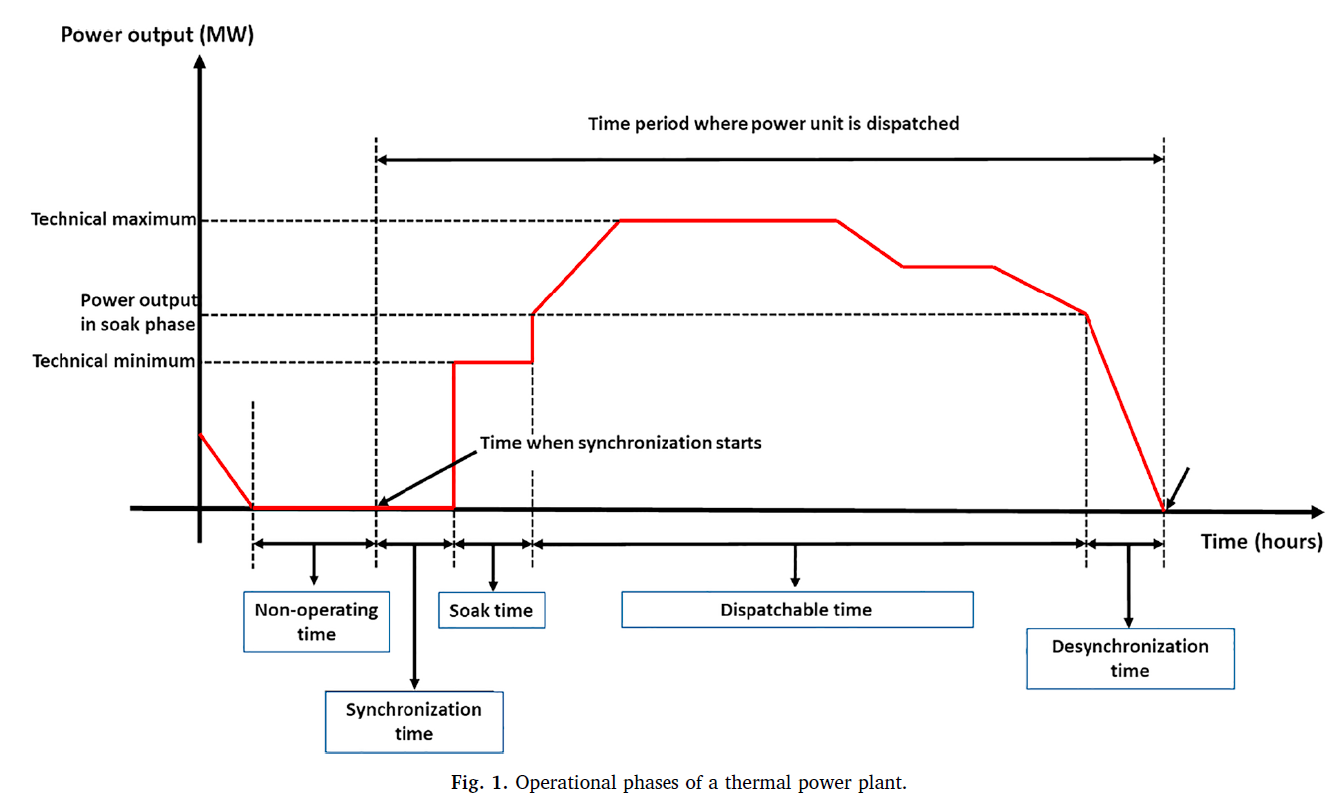 Power output (MW)
Time period where power unit is dispatched
Technical maximum
Power output
in soak phase
Technical minimum
Time when synchronization starts
Time (hours)
Non-operating
time
Soak time
Dispatchable time
Desynchronization
time
Synchronization
time
Fig. 1. Operational phases of a thermal power plant.